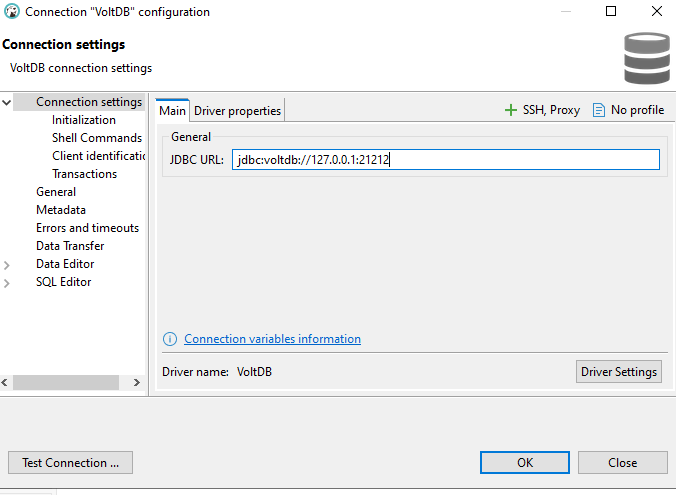 Connection "VoltDB" configuration
Connection settings
VoltDB connection settings
Connection settings
Initialization
Shell Commands
Client identificatio
Transactions
General
Metadata
Errors and timeouts
Data Transfer
Data Editor
SQL Editor
Main
Driver properties
SSH, Proxy
No profile
General
JDBC URL:
jdbc:voltdb://127.0.0.1:21212
Connection variables information
Driver name: VoltDB
Driver Settings
Test Connection ...
OK
Close